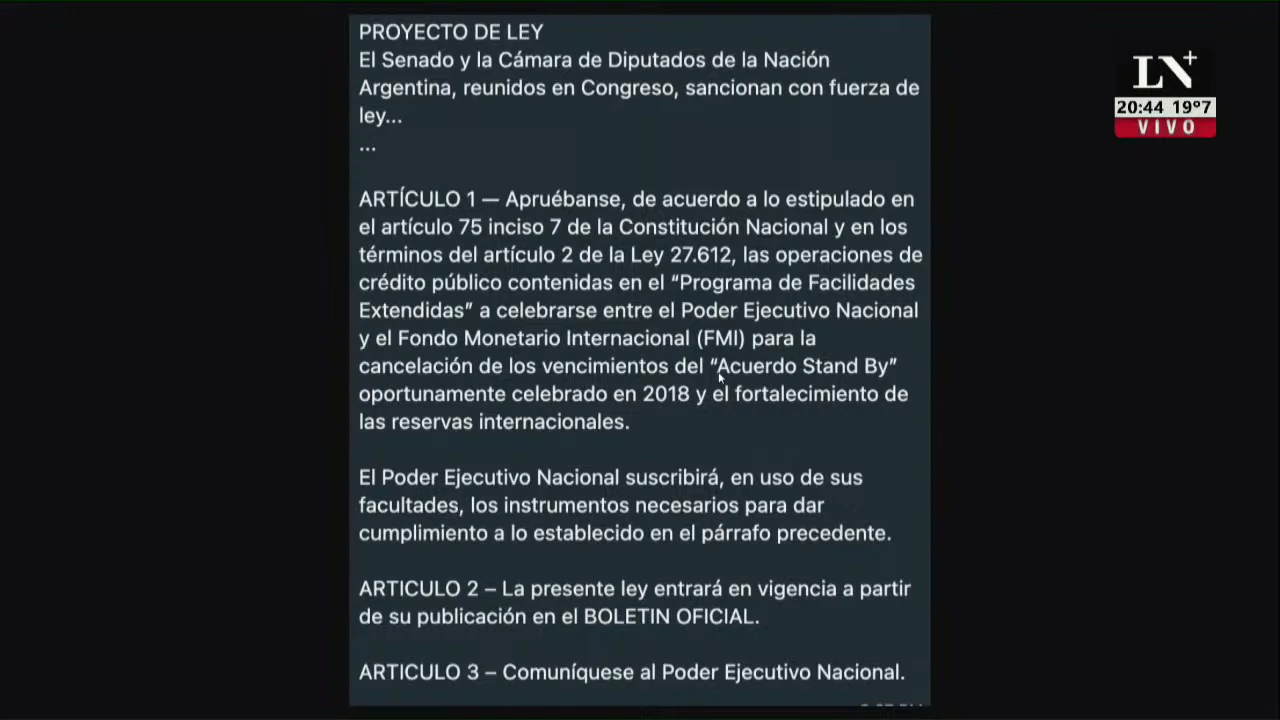 PROYECTO DE LEY
El Senado y la Cámara de Diputados de la Nación
Argentina, reunidos en Congreso, sancionan con fuerza de
ley...
...
ARTÍCULO 1 — Apruébanse, de acuerdo a lo estipulado en
el artículo 75 inciso 7 de la Constitución Nacional y en los
términos del artículo 2 de la Ley 27.612, las operaciones de
crédito público contenidas en el “Programa de Facilidades
Extendidas” a celebrarse entre el Poder Ejecutivo Nacional
y el Fondo Monetario Internacional (FMI) para la
cancelación de los vencimientos del “Acuerdo Stand By”
oportunamente celebrado en 2018 y el fortalecimiento de
las reservas internacionales.
El Poder Ejecutivo Nacional suscribirá, en uso de sus
facultades, los instrumentos necesarios para dar
cumplimiento a lo establecido en el párrafo precedente.
ARTICULO 2 – La presente ley entrará en vigencia a partir
de su publicación en el BOLETIN OFICIAL.
ARTICULO 3 – Comuníquese al Poder Ejecutivo Nacional.
LN+
20:44 19°7
VIVO